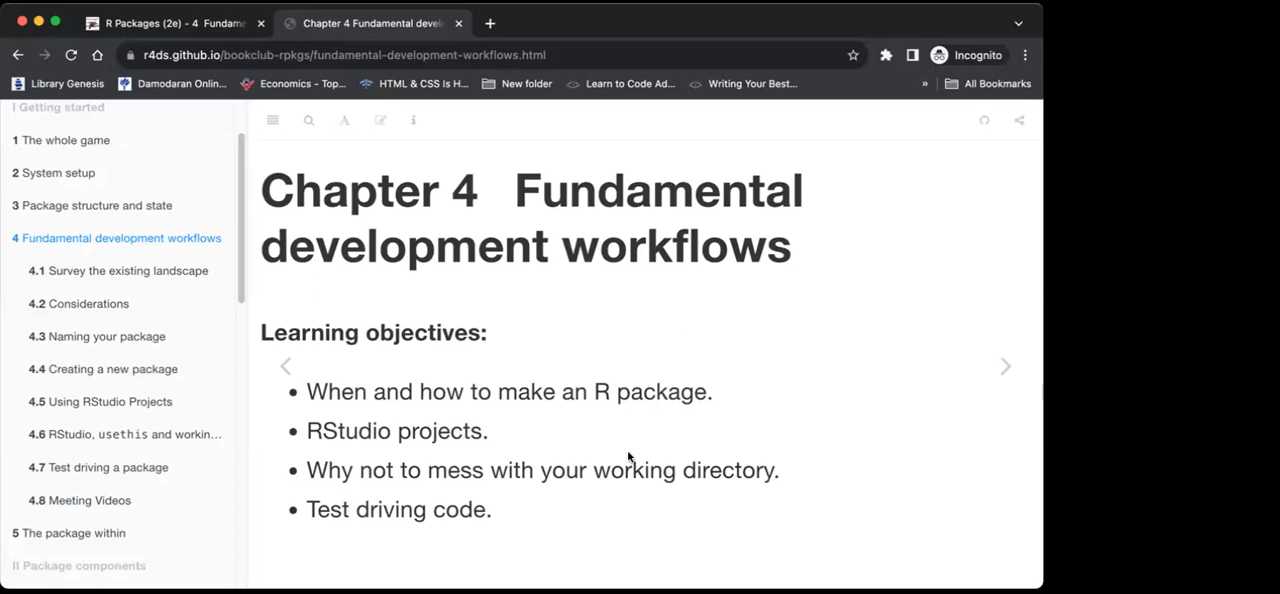 R Packages (2e) - 4 Fundame
Chapter 4 Fundamental devel
r4ds.github.io/bookclub-rpkgs/fundamental-development-workflows.html
Incognito
Library Genesis
Damodaran Onlin...
Economics - Top...
HTML & CSS Is H...
New folder
Learn to Code Ad...
Writing Your Best...
»
All Bookmarks
I Getting started
1 The whole game
2 System setup
3 Package structure and state
4 Fundamental development workflows
4.1 Survey the existing landscape
4.2 Considerations
4.3 Naming your package
4.4 Creating a new package
4.5 Using RStudio Projects
4.6 RStudio, usethis and workin...
4.7 Test driving a package
4.8 Meeting Videos
5 The package within
II Package components
Chapter 4 Fundamental
development workflows
Learning objectives:
• When and how to make an R package.
• RStudio projects.
• Why not to mess with your working directory.
• Test driving code.